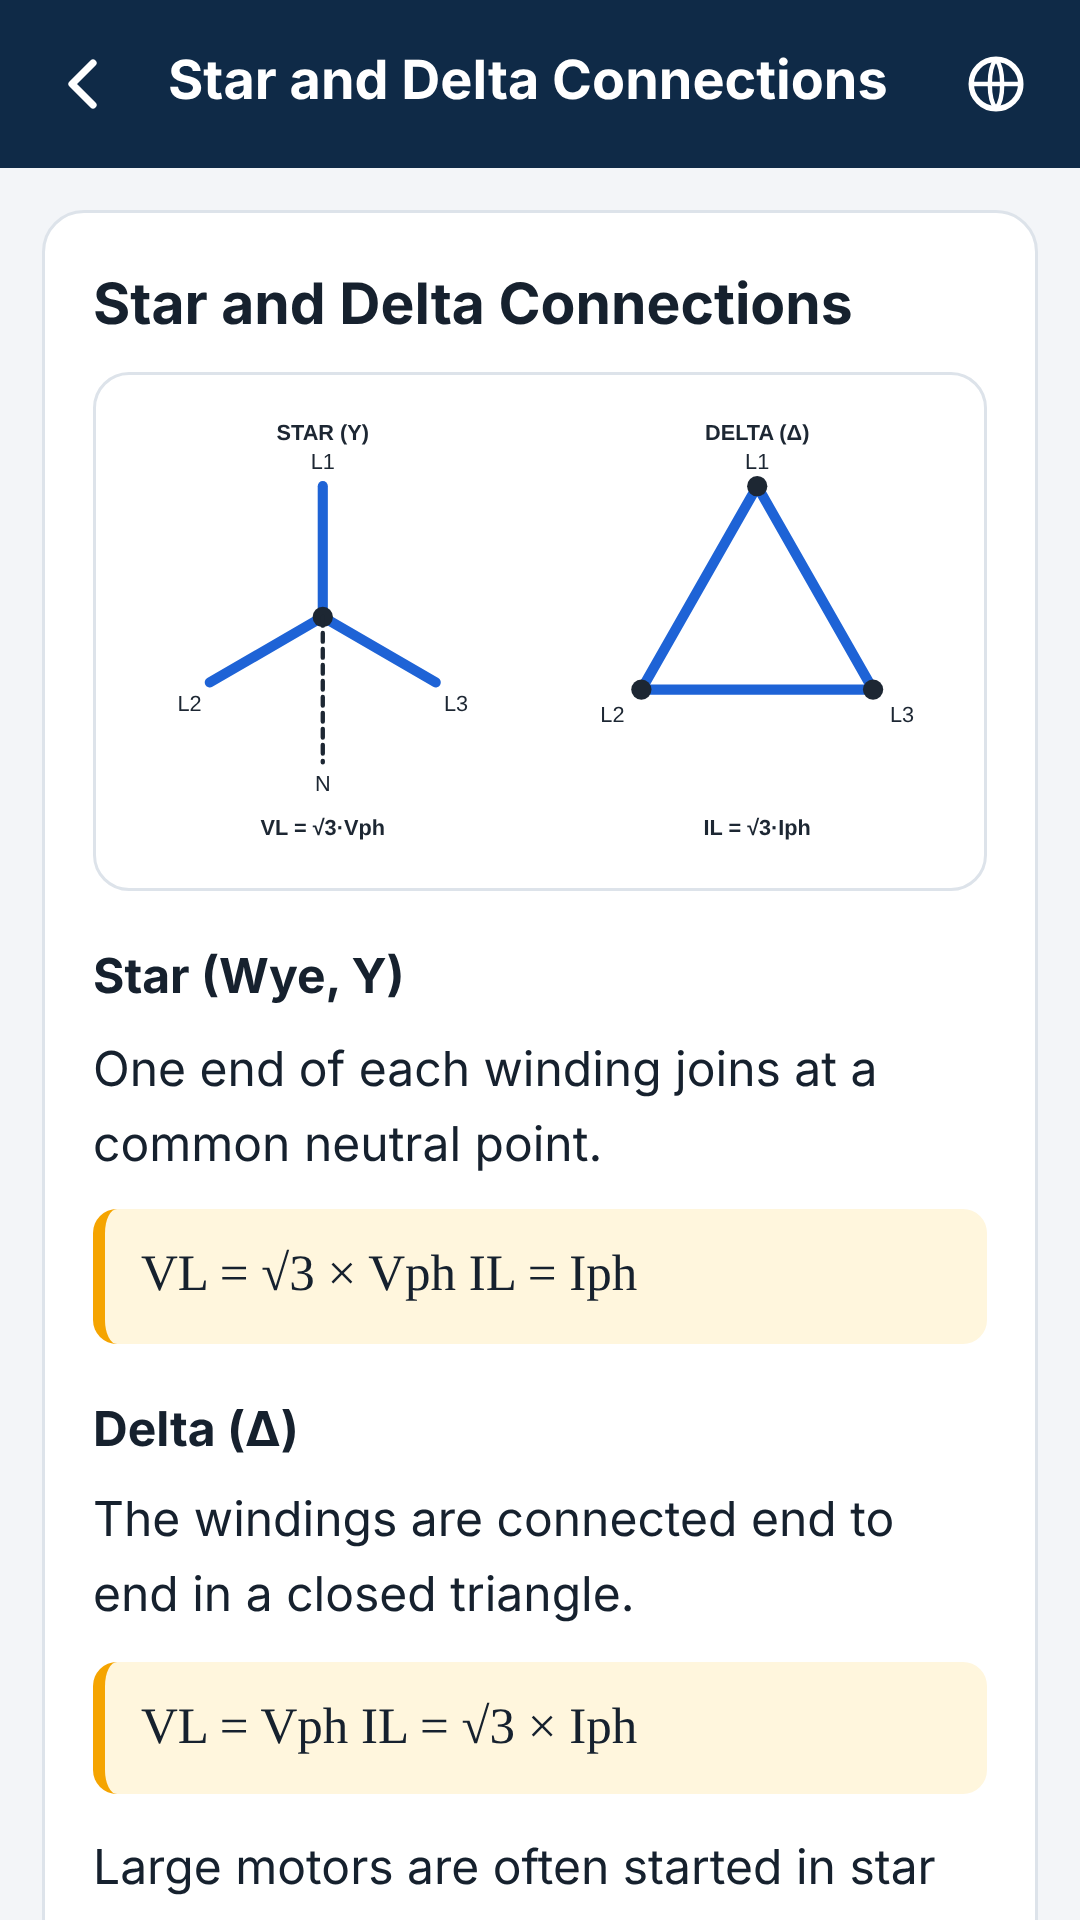 Star and Delta Connections
Star and Delta Connections
STAR (Y)
L1
L2
L3
N
VL = √3·Vph
DELTA (Δ)
L1
L2
L3
IL = √3·Iph
Star (Wye, Y)
One end of each winding joins at a
common neutral point.
VL = √3 × Vph IL = Iph
Delta (Δ)
The windings are connected end to
end in a closed triangle.
VL = Vph IL = √3 × Iph
Large motors are often started in star